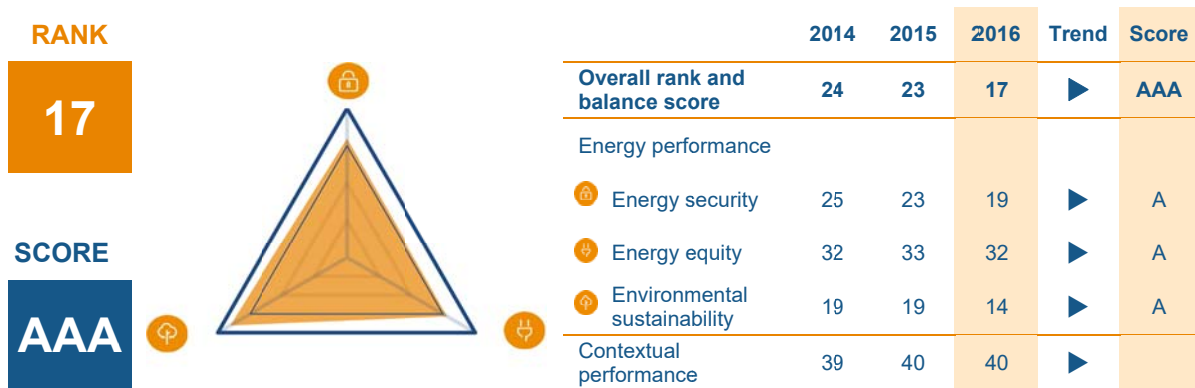 RANK
17
SCORE
AAA
2014 2015 2016 Trend Score
Overall rank and
balance score 24 23 17 ▶ AAA
Energy performance
Energy security 25 23 19 ▶ A
Energy equity 32 33 32 ▶ A
Environmental
sustainability 19 19 14 ▶ A
Contextual
performance 39 40 40 ▶